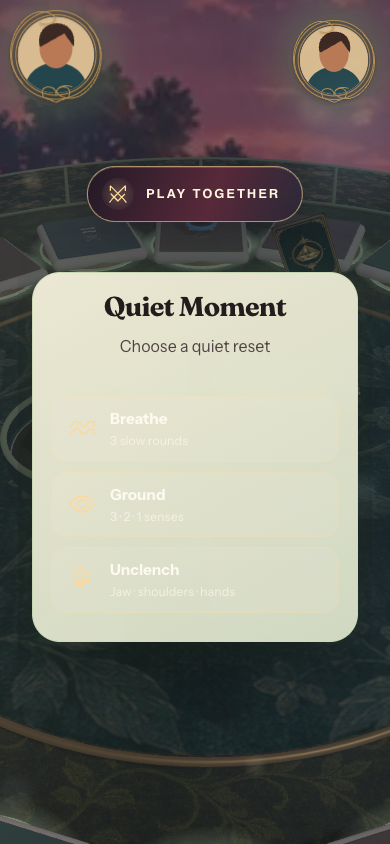 PLAY TOGETHER
Quiet Moment
Choose a quiet reset
Breathe
3 slow rounds
Ground
3·2·1 senses
Unclench
Jaw·shoulders·hands